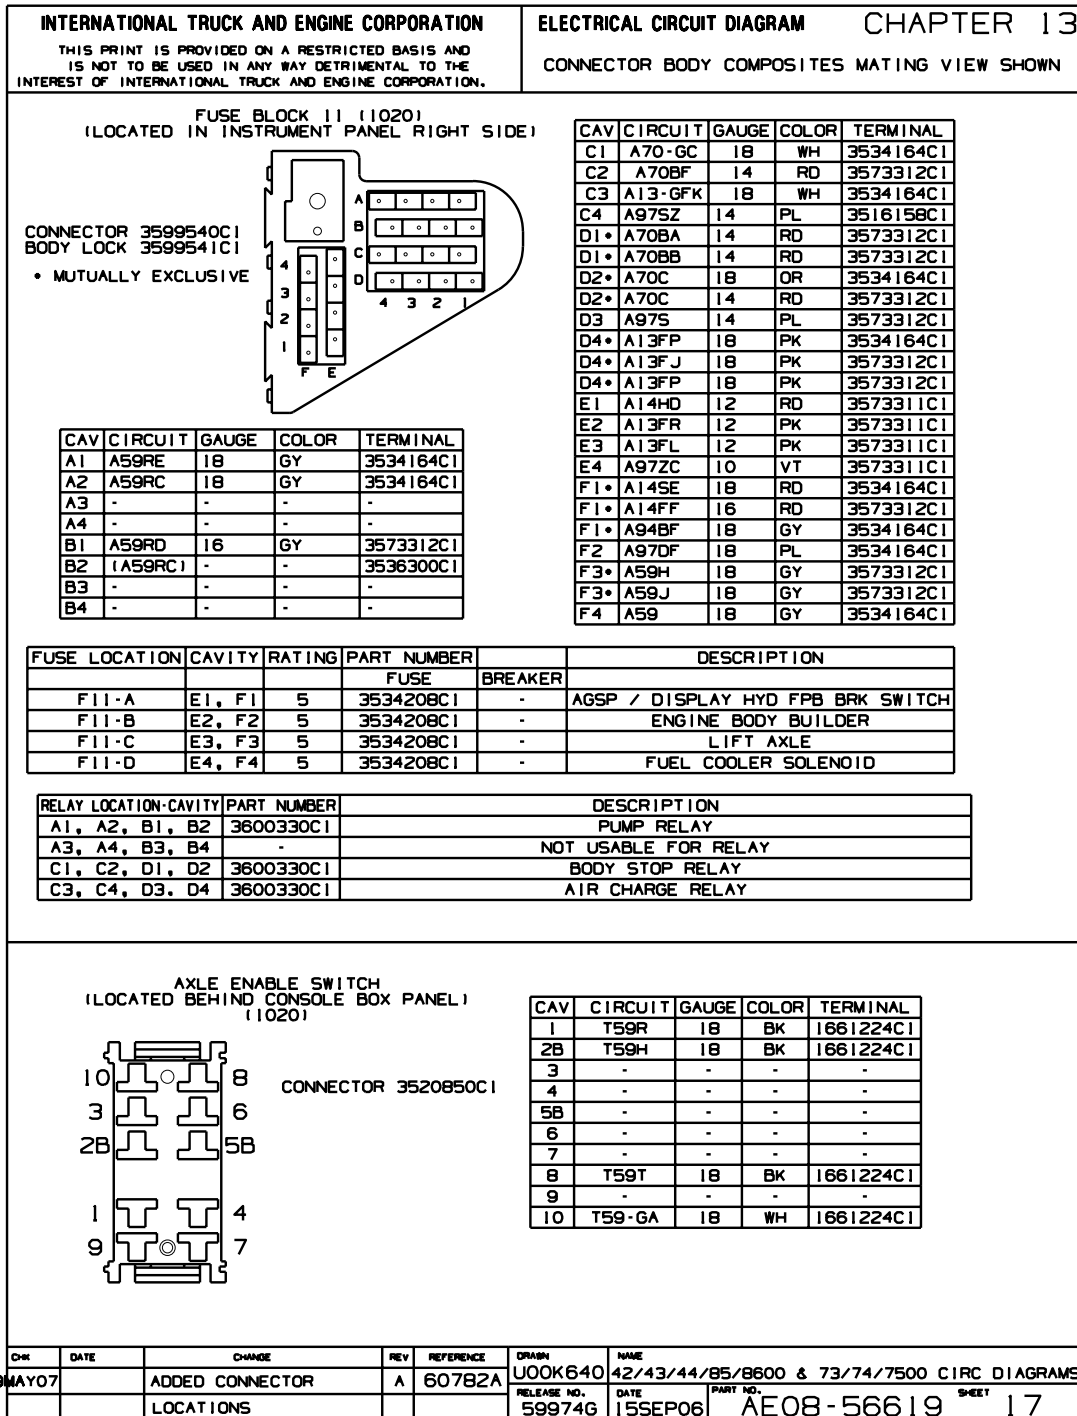 INTERNATIONAL TRUCK AND ENGINE CORPORATION
THIS PRINT IS PROVIDED ON A RESTRICTED BASIS AND
IS NOT TO BE USED IN ANY WAY DETRIMENTAL TO THE
INTEREST OF INTERNATIONAL TRUCK AND ENGINE CORPORATION.
ELECTRICAL CIRCUIT DIAGRAM CHAPTER 13
CONNECTOR BODY COMPOSITES MATING VIEW SHOWN
FUSE BLOCK 11 (1020)
(LOCATED IN INSTRUMENT PANEL RIGHT SIDE)
CONNECTOR 3599540C1
BODY LOCK 3599541C1
• MUTUALLY EXCLUSIVE
A
B
C
D
4 3 2 1
4
3
2
1
F E
CAV CIRCUIT GAUGE COLOR TERMINAL
A1 A59RE 18 GY 3534164C1
A2 A59RC 18 GY 3534164C1
A3 - - - -
A4 - - - -
B1 A59RD 16 GY 3573312C1
B2 (A59RC) - - 3536300C1
B3 - - - -
B4 - - - -
CAV CIRCUIT GAUGE COLOR TERMINAL
C1 A70-GC 18 WH 3534164C1
C2 A70BF 14 RD 3573312C1
C3 A13-GFK 18 WH 3534164C1
C4 A97SZ 14 PL 3516158C1
D1• A70BA 14 RD 3573312C1
D1• A70BB 14 RD 3573312C1
D2• A70C 18 OR 3534164C1
D2• A70C 14 RD 3573312C1
D3 A97S 14 PL 3573312C1
D4• A13FP 18 PK 3534164C1
D4• A13FJ 18 PK 3573312C1
D4• A13FP 18 PK 3573312C1
E1 A14HD 12 RD 3573311C1
E2 A13FR 12 PK 3573311C1
E3 A13FL 12 PK 3573311C1
E4 A97ZC 10 VT 3573311C1
F1• A14SE 18 RD 3534164C1
F1• A14FF 16 RD 3573312C1
F1• A94BF 18 GY 3534164C1
F2 A97DF 18 PL 3534164C1
F3• A59H 18 GY 3573312C1
F3• A59J 18 GY 3573312C1
F4 A59 18 GY 3534164C1
FUSE LOCATION CAVITY RATING PART NUMBER DESCRIPTION
FUSE BREAKER
F11-A E1, F1 5 3534208C1 - AGSP / DISPLAY HYD FPB BRK SWITCH
F11-B E2, F2 5 3534208C1 - ENGINE BODY BUILDER
F11-C E3, F3 5 3534208C1 - LIFT AXLE
F11-D E4, F4 5 3534208C1 - FUEL COOLER SOLENOID
RELAY LOCATION-CAVITY PART NUMBER DESCRIPTION
A1, A2, B1, B2 3600330C1 PUMP RELAY
A3, A4, B3, B4 - NOT USABLE FOR RELAY
C1, C2, D1, D2 3600330C1 BODY STOP RELAY
C3, C4, D3. D4 3600330C1 AIR CHARGE RELAY
AXLE ENABLE SWITCH
(LOCATED BEHIND CONSOLE BOX PANEL)
(1020)
CONNECTOR 3520850C1
10 8
3 6
2B 5B
1 4
9 7
CAV CIRCUIT GAUGE COLOR TERMINAL
1 T59R 18 BK 1661224C1
2B T59H 18 BK 1661224C1
3 - - - -
4 - - - -
5B - - - -
6 - - - -
7 - - - -
8 T59T 18 BK 1661224C1
9 - - - -
10 T59-GA 18 WH 1661224C1
CHK DATE CHANGE REV REFERENCE DRAWN NAME
MAY07 ADDED CONNECTOR A 60782A U00K640 42/43/44/85/8600 & 73/74/7500 CIRC DIAGRAMS
LOCATIONS RELEASE NO. 59974G DATE 15SEP06 PART NO. AE08-56619 SHEET 17